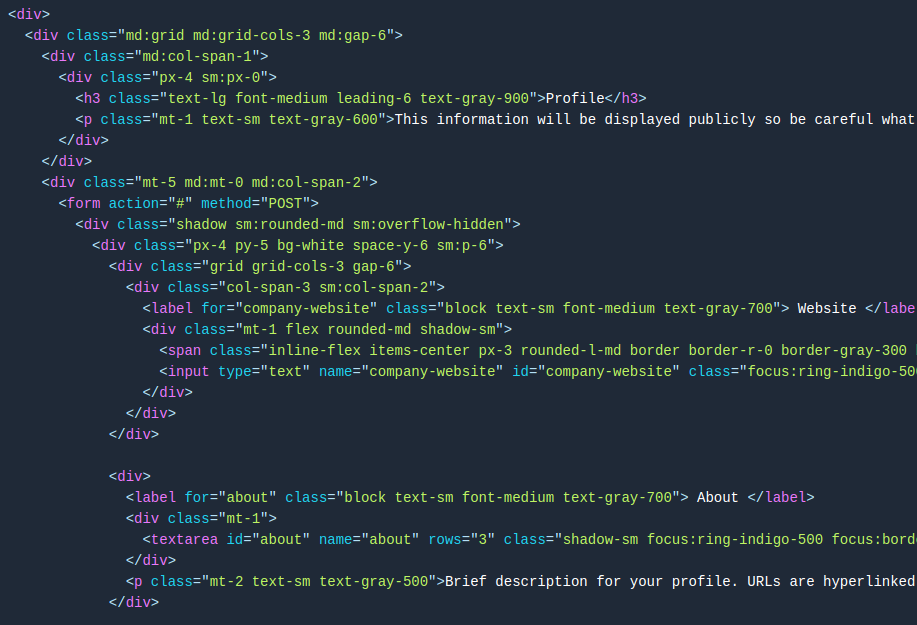 <div>
<div class="md:grid md:grid-cols-3 md:gap-6">
<div class="md:col-span-1">
<div class="px-4 sm:px-0">
<h3 class="text-lg font-medium leading-6 text-gray-900">Profile</h3>
<p class="mt-1 text-sm text-gray-600">This information will be displayed publicly so be careful what
</div>
</div>
<div class="mt-5 md:mt-0 md:col-span-2">
<form action="#" method="POST">
<div class="shadow sm:rounded-md sm:overflow-hidden">
<div class="px-4 py-5 bg-white space-y-6 sm:p-6">
<div class="grid grid-cols-3 gap-6">
<div class="col-span-3 sm:col-span-2">
<label for="company-website" class="block text-sm font-medium text-gray-700"> Website </labe
<div class="mt-1 flex rounded-md shadow-sm">
<span class="inline-flex items-center px-3 rounded-l-md border border-r-0 border-gray-300
<input type="text" name="company-website" id="company-website" class="focus:ring-indigo-500
</div>
</div>
</div>
<div>
<label for="about" class="block text-sm font-medium text-gray-700"> About </label>
<div class="mt-1">
<textarea id="about" name="about" rows="3" class="shadow-sm focus:ring-indigo-500 focus:bord
</div>
<p class="mt-2 text-sm text-gray-500">Brief description for your profile. URLs are hyperlinked
</div>